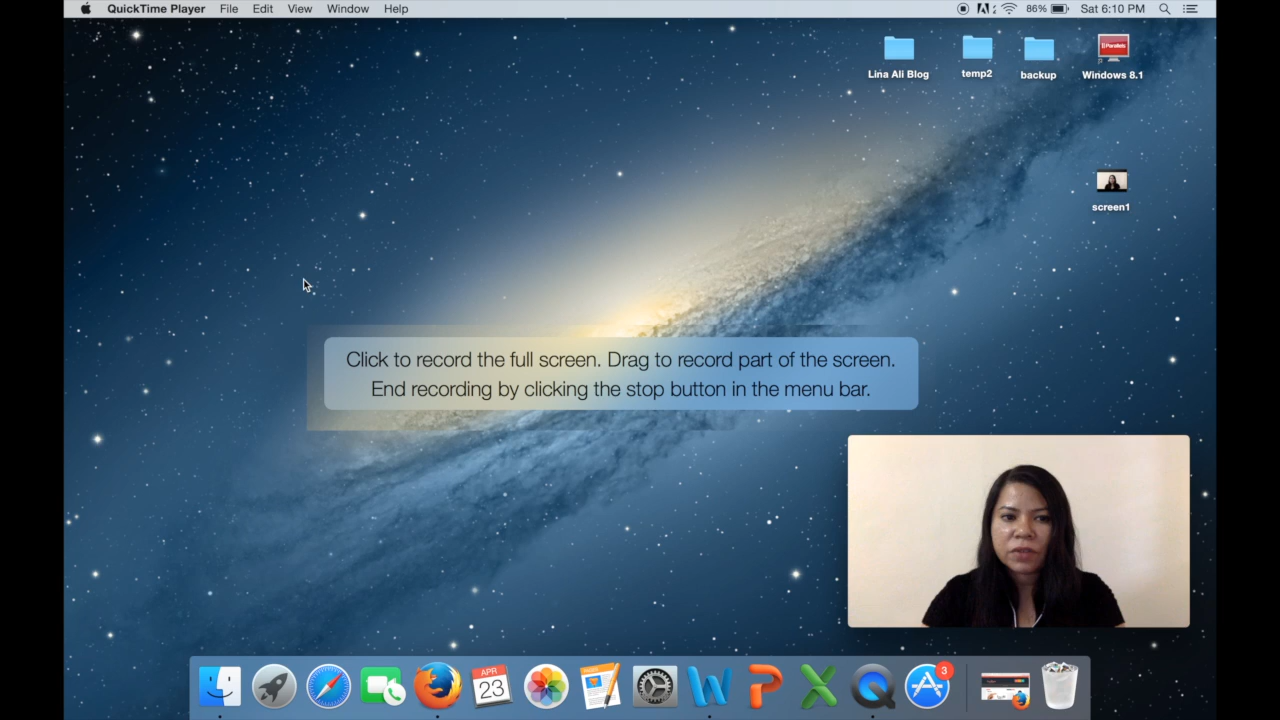 QuickTime Player File Edit View Window Help 86% Sat 6:10 PM
Lina Ali Blog temp2 backup Windows 8.1
|| Parallels
screen1
Click to record the full screen. Drag to record part of the screen.
End recording by clicking the stop button in the menu bar.
APR
23
3